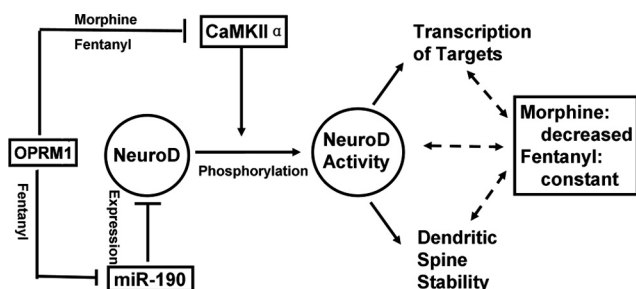 Morphine
Fentanyl
CaMKII α
Transcription
of Targets
OPRM1
NeuroD
Phosphorylation
NeuroD
Activity
Morphine:
decreased
Fentanyl:
constant
Fentanyl
Expression
miR-190
Dendritic
Spine
Stability